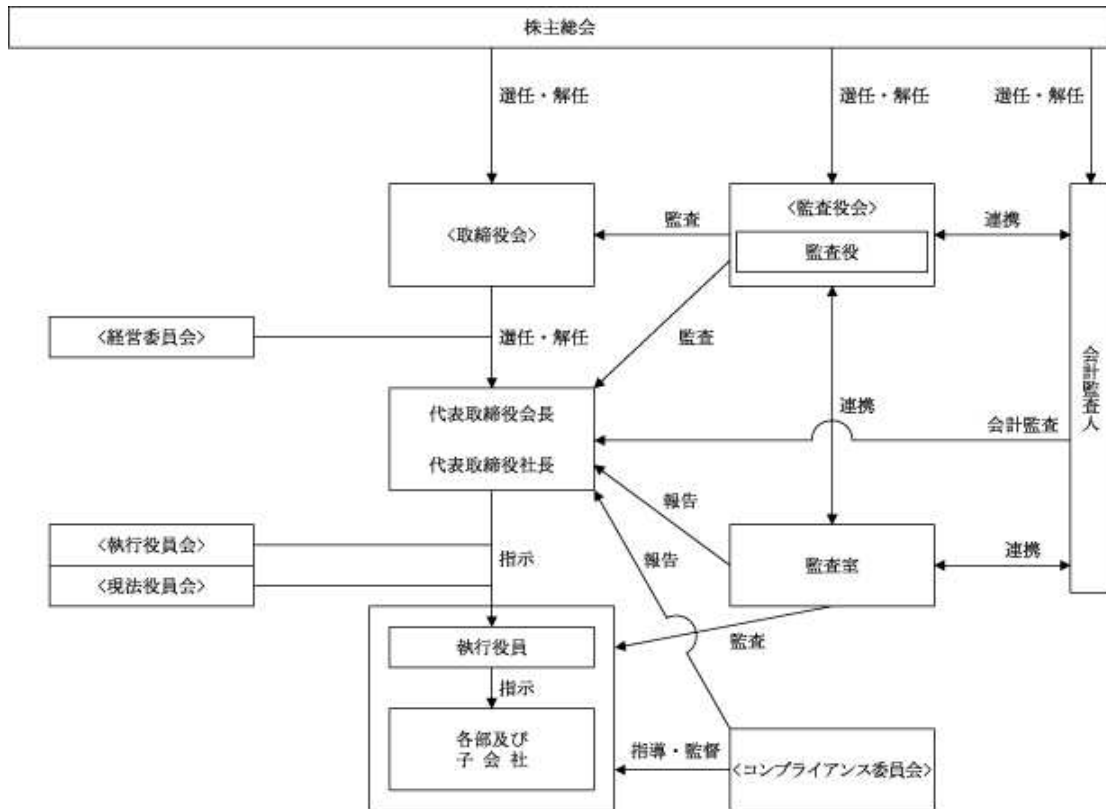 株主総会
選任・解任
選任・解任
選任・解任
<取締役会>
監査
<監査役会>
監査役
連携
会計監査人
<経営委員会>
選任・解任
監査
代表取締役会長
代表取締役社長
連携
会計監査
<執行役員会>
<現法役員会>
指示
報告
報告
監査室
連携
執行役員
監査
指示
各部及び
子会社
指導・監督
<コンプライアンス委員会>